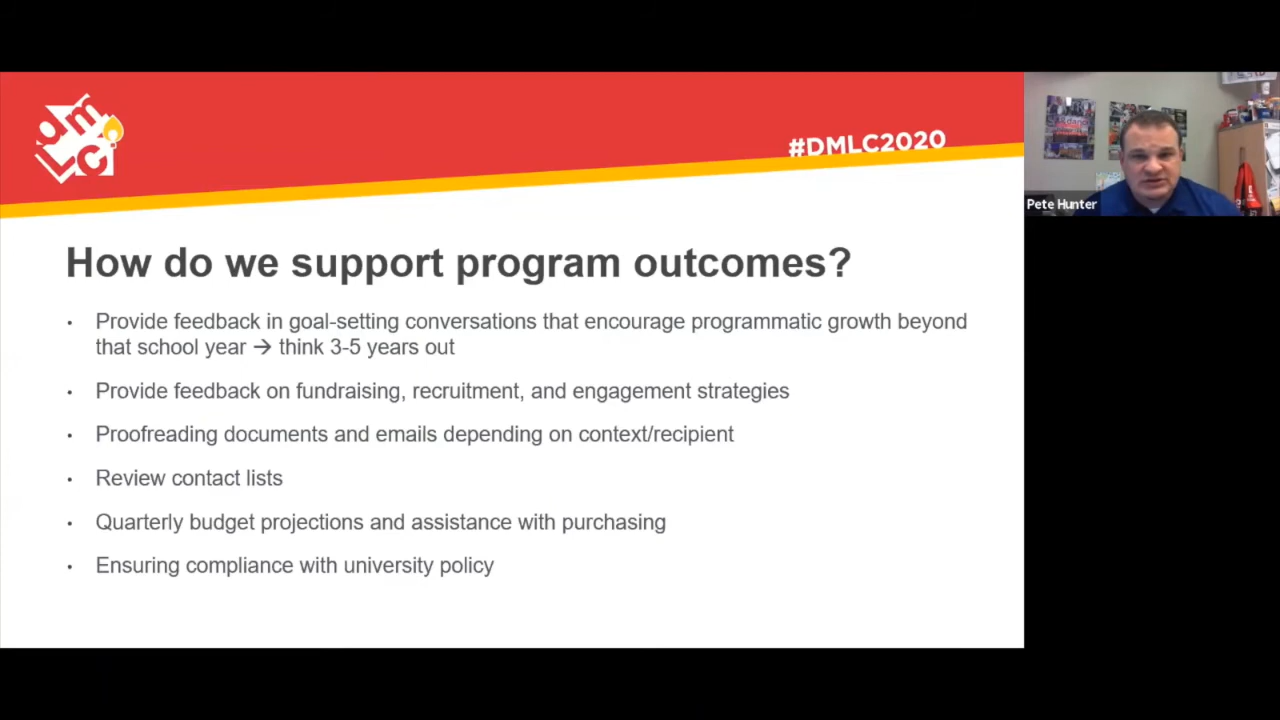 DMLC
#DMLC2020
Pete Hunter
How do we support program outcomes?
• Provide feedback in goal-setting conversations that encourage programmatic growth beyond
that school year → think 3-5 years out
• Provide feedback on fundraising, recruitment, and engagement strategies
• Proofreading documents and emails depending on context/recipient
• Review contact lists
• Quarterly budget projections and assistance with purchasing
• Ensuring compliance with university policy